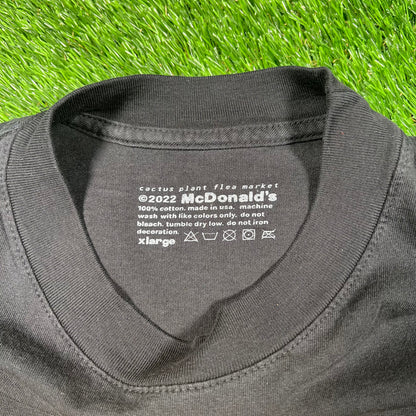 cactus plant flea market
©2022 McDonald's
100% cotton. made in usa. machine
wash with like colors only. do not
bleach. tumble dry low. do not iron
decoration.
xlarge